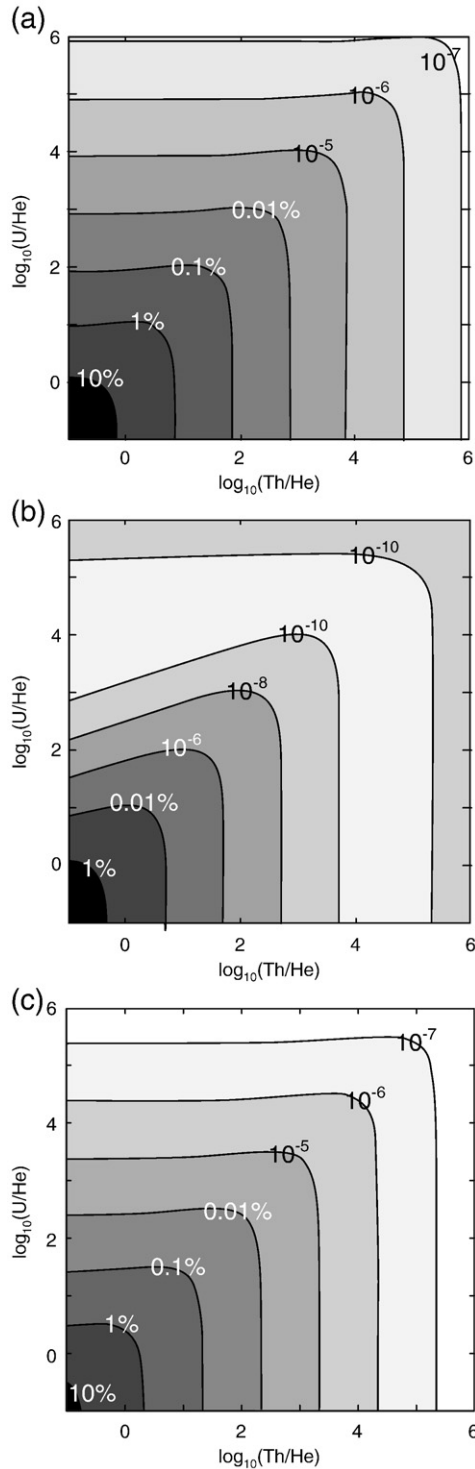 (a)
6
10⁻⁷
10⁻⁶
4
10⁻⁵
log₁₀(U/He)
0.01%
2
0.1%
1%
0
10%
0 2 4 6
log₁₀(Th/He)
(b)
6
10⁻¹⁰
4
10⁻¹⁰
log₁₀(U/He)
10⁻⁸
2
10⁻⁶
0.01%
0
1%
0 2 4 6
log₁₀(Th/He)
(c)
6
10⁻⁷
10⁻⁶
4
10⁻⁵
log₁₀(U/He)
0.01%
2
0.1%
1%
0
10%
0 2 4 6
log₁₀(Th/He)